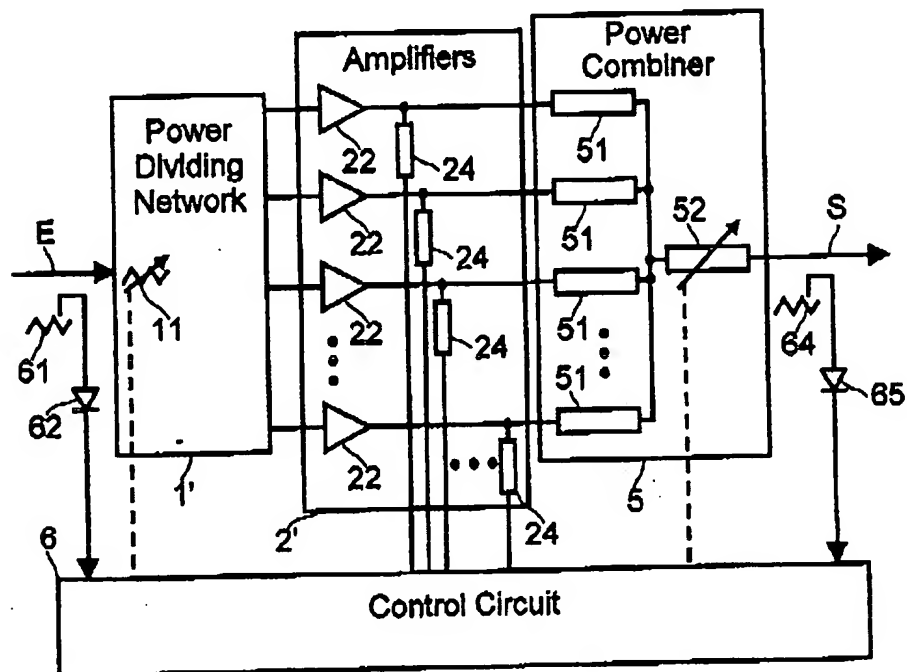 Power
Combiner
Amplifiers
Power
Dividing
Network
51
22
24
51
52
S
E
22
24
11
22
24
51
64
61
51
62
65
22
1'
5
24
2'
6
Control Circuit